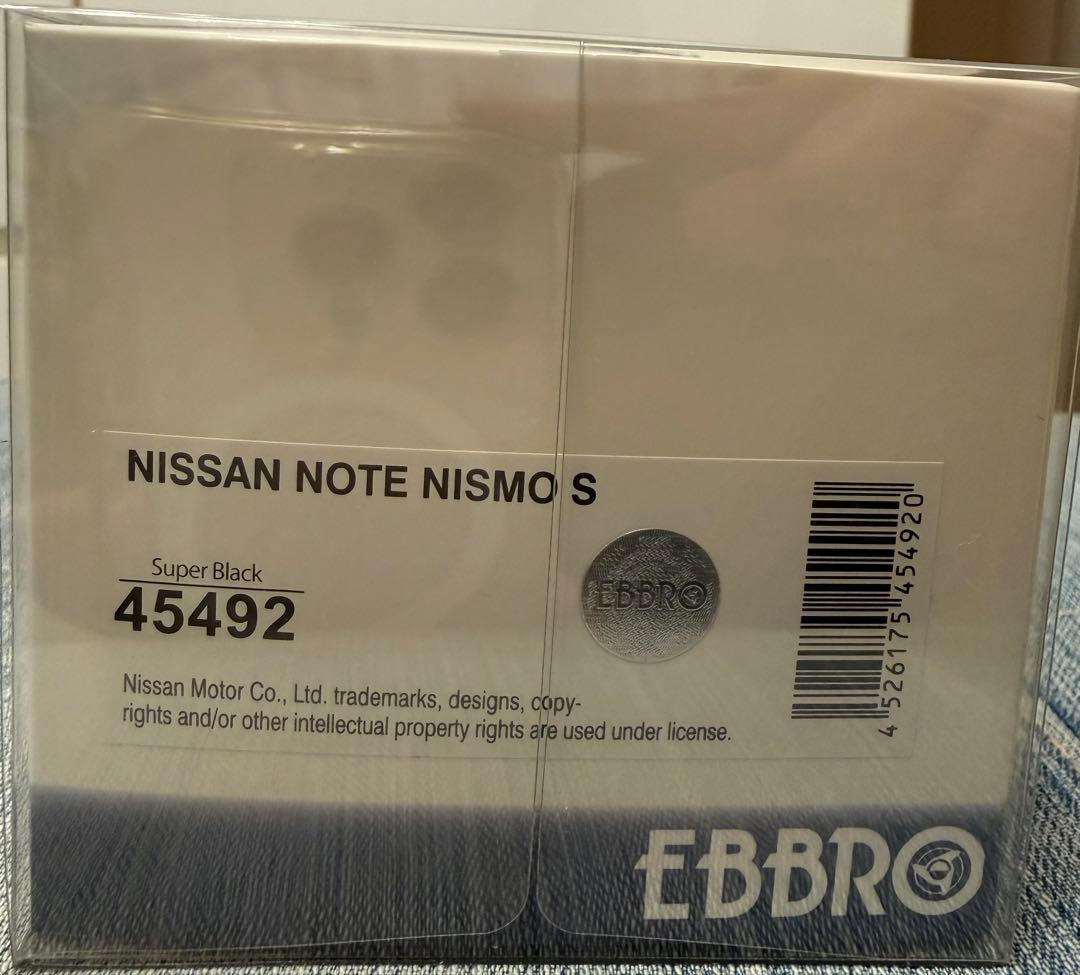 NISSAN NOTE NISMO S
Super Black
45492
EBBRO
4 526175 454920
Nissan Motor Co., Ltd. trademarks, designs, copy-
rights and/or other intellectual property rights are used under license.
EBBRO